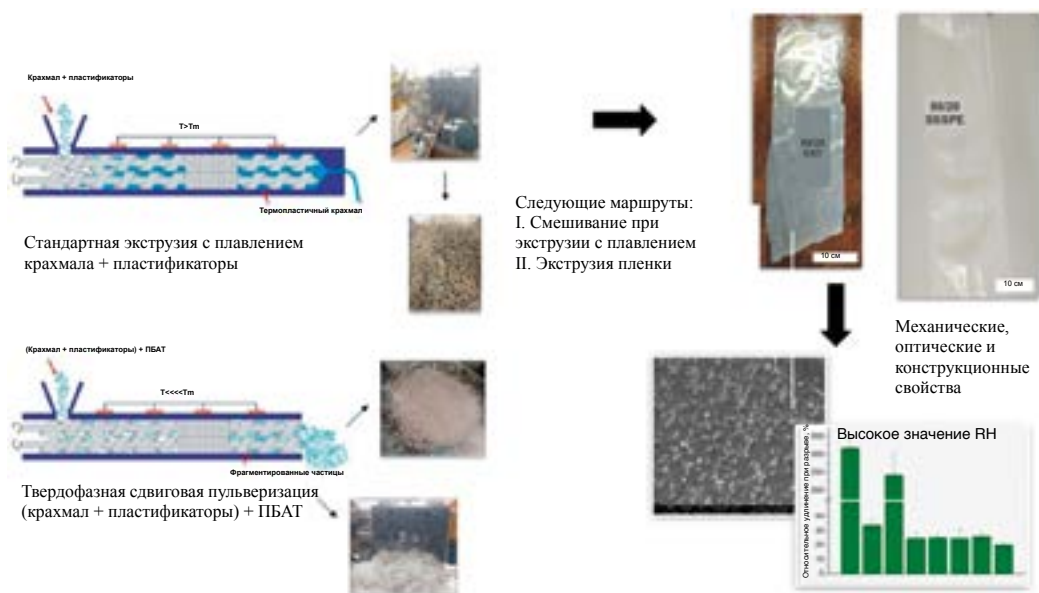 Крахмал + пластификаторы
T>Tm
Термопластичный крахмал
Стандартная экструзия с плавлением
крахмала + пластификаторы
(Крахмал + пластификаторы) + ПБАТ
T<<<<Tm
Фрагментированные частицы
Твердофазная сдвиговая пульверизация
(крахмал + пластификаторы) + ПБАТ
Следующие маршруты:
I. Смешивание при
экструзии с плавлением
II. Экструзия пленки
10 см
10 см
Механические,
оптические и
конструкционные
свойства
Высокое значение RH
Относительное удлинение при разрыве, %